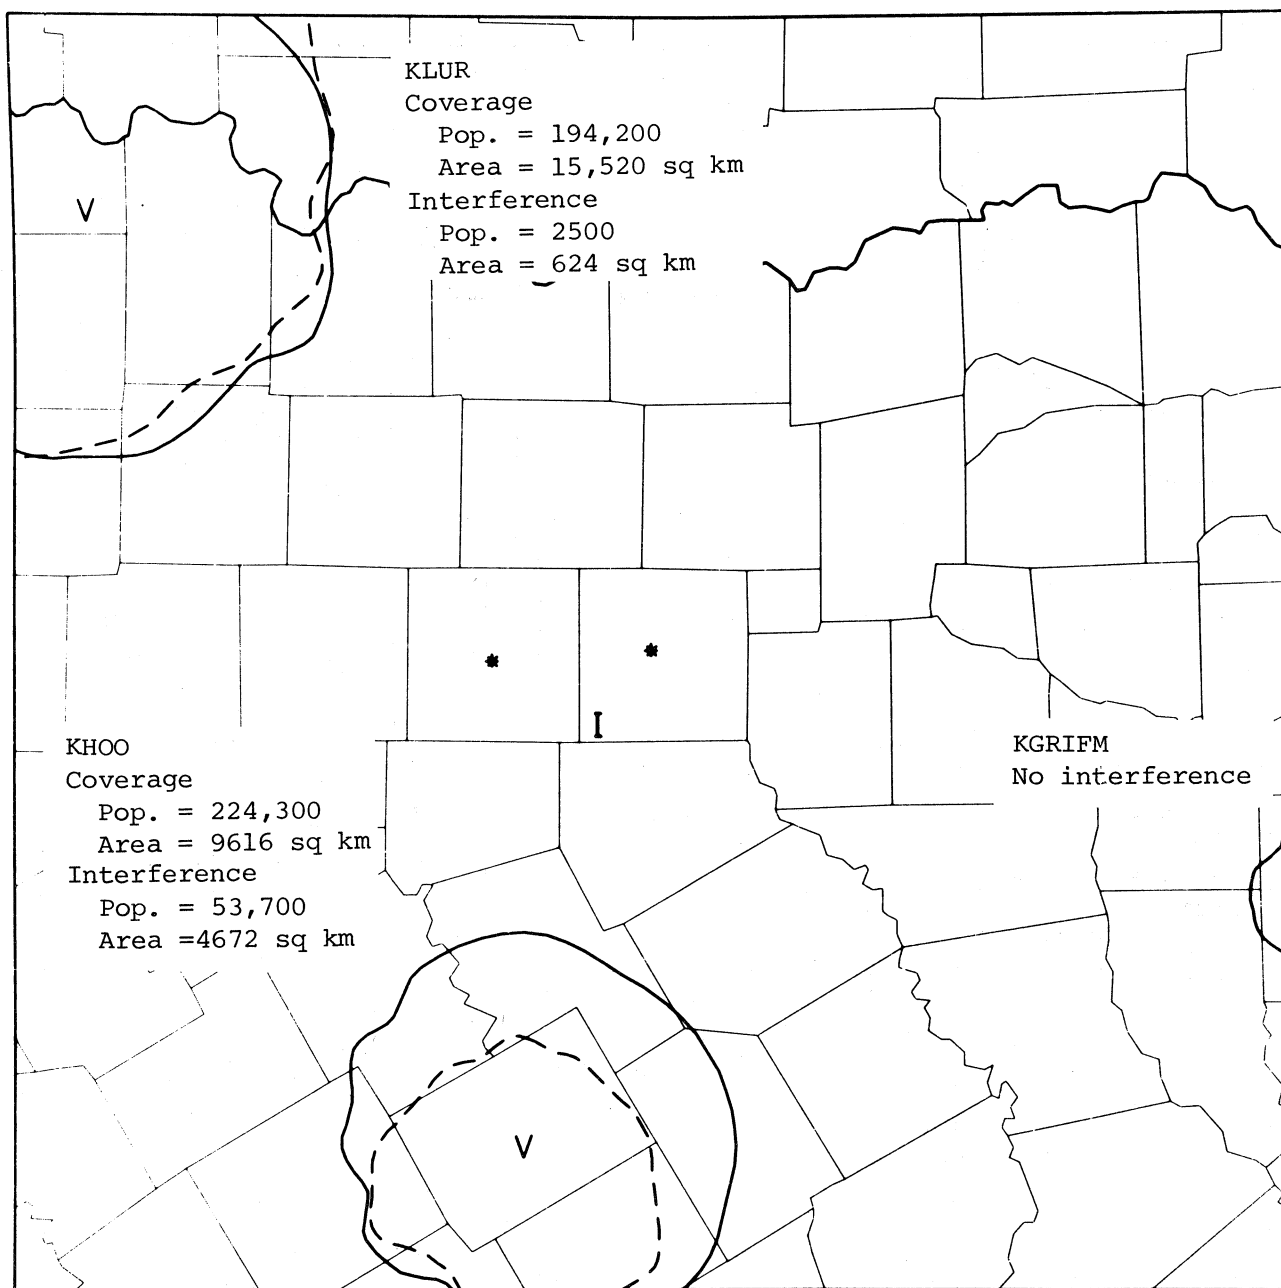 KLUR
Coverage
Pop. = 194,200
Area = 15,520 sq km
Interference
Pop. = 2500
Area = 624 sq km
V
*
*
I
KHOO
Coverage
Pop. = 224,300
Area = 9616 sq km
Interference
Pop. = 53,700
Area =4672 sq km
KGRIFM
No interference
V